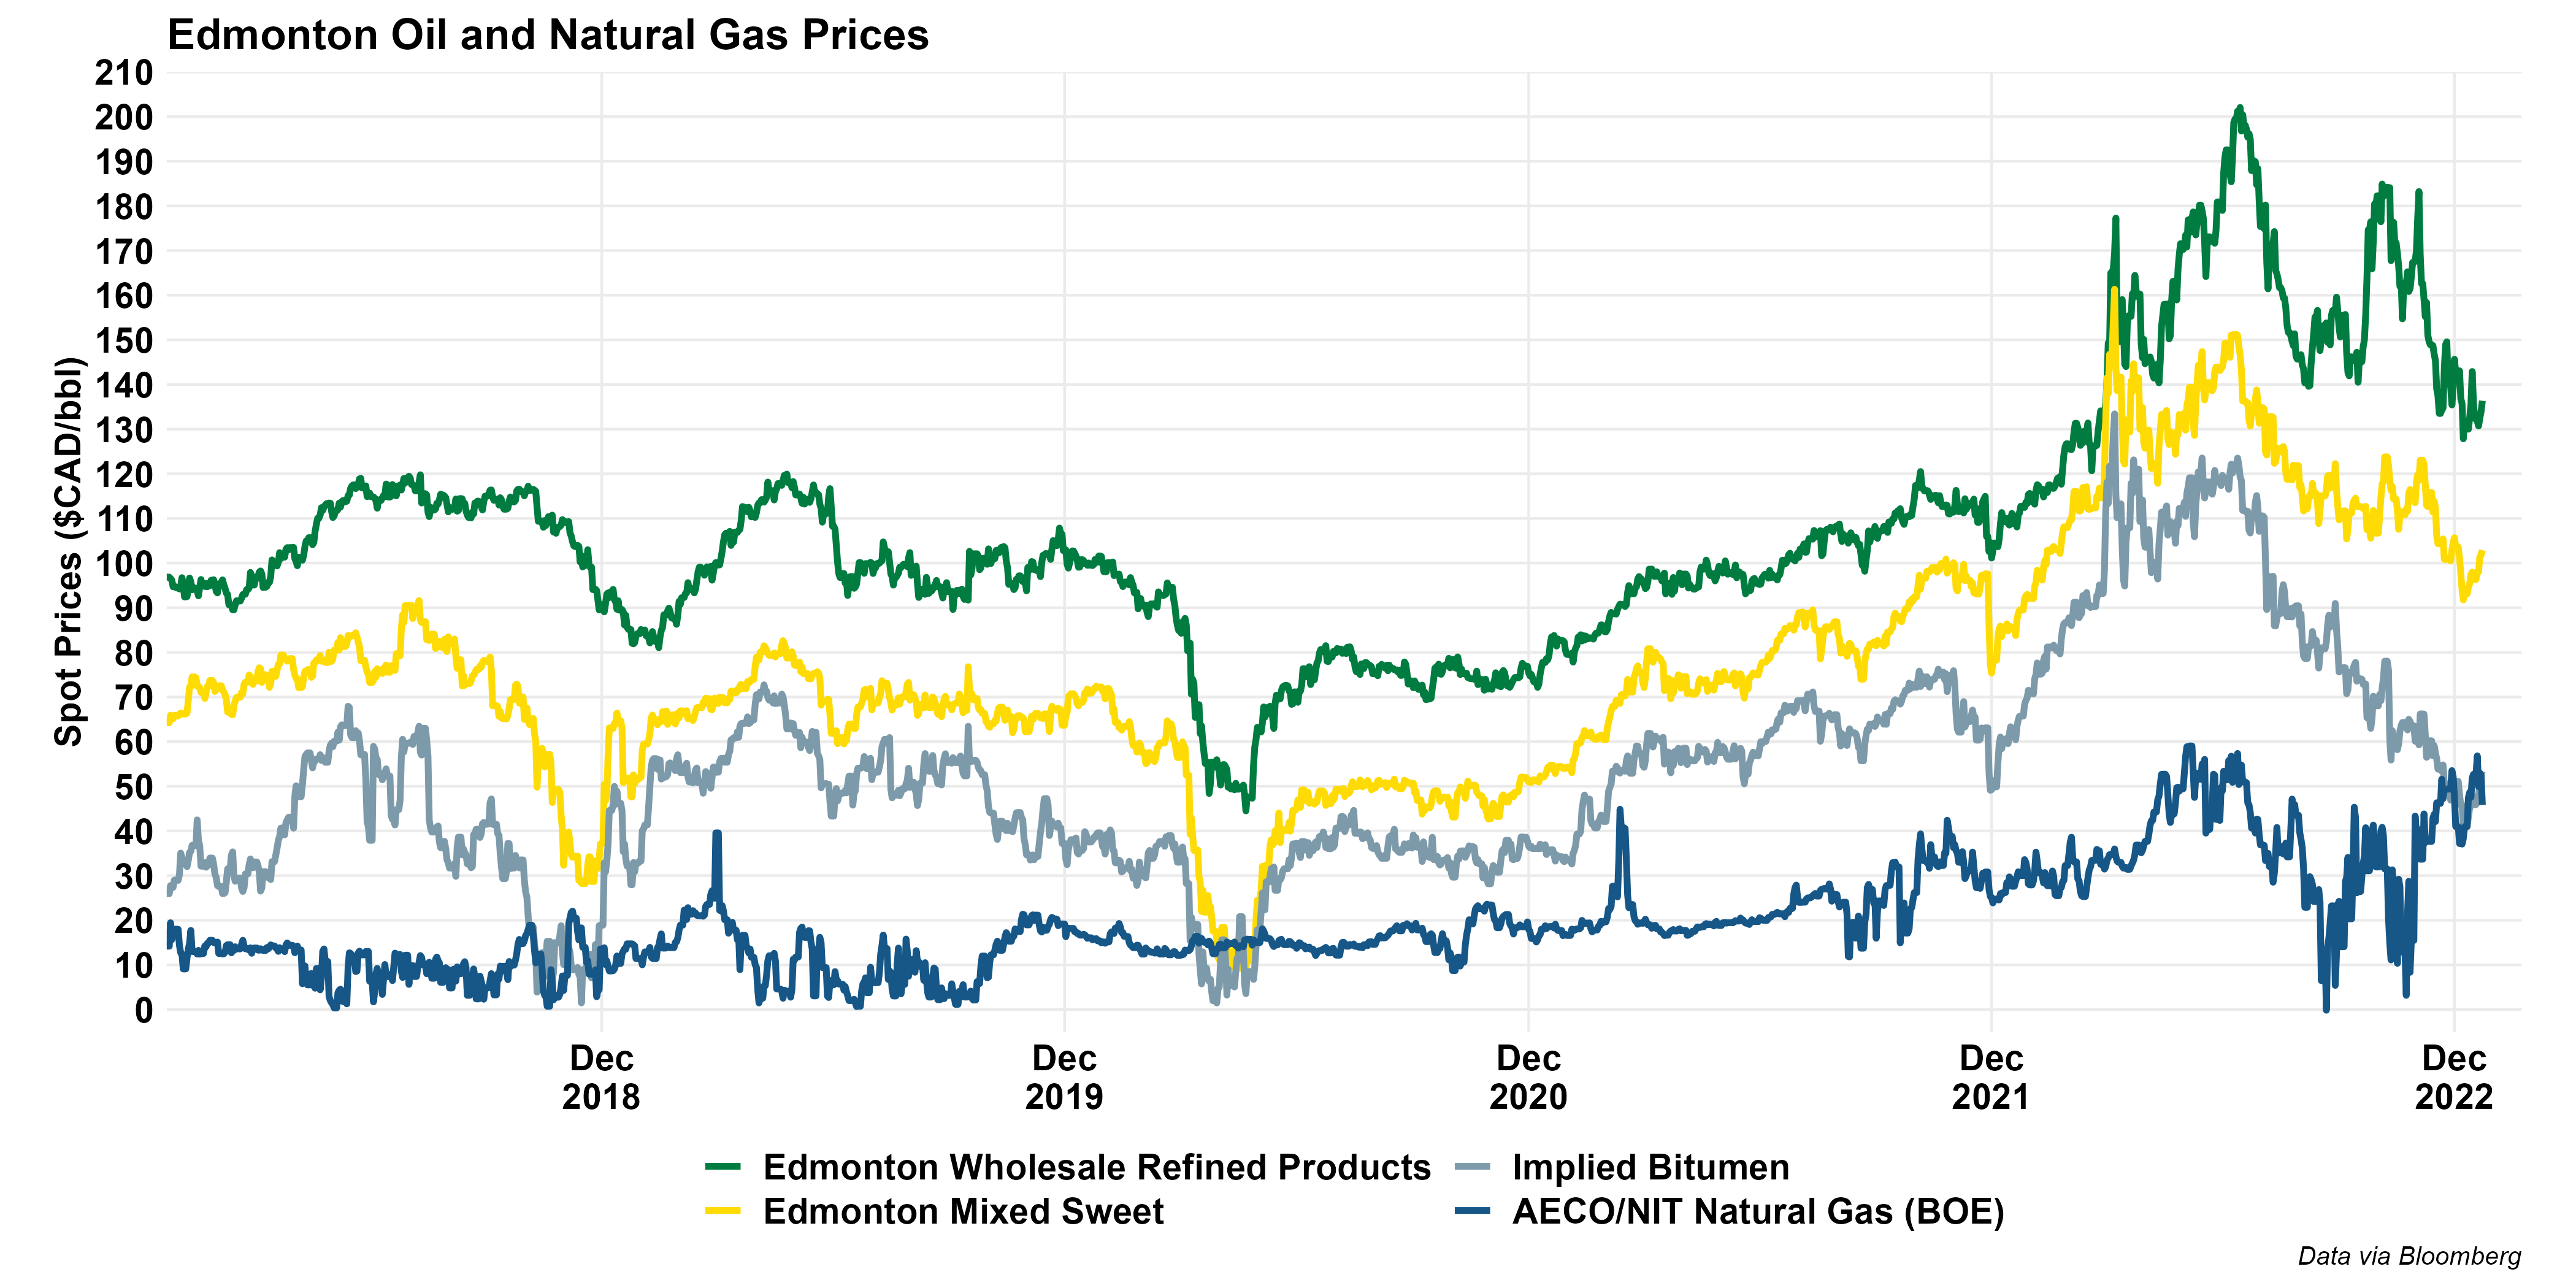 Edmonton Oil and Natural Gas Prices
210
200
190
180
170
160
150
140
130
120
110
100
90
80
70
60
50
40
30
20
10
0
Spot Prices ($CAD/bbl)
Dec
2018
Dec
2019
Dec
2020
Dec
2021
Dec
2022
Edmonton Wholesale Refined Products
Implied Bitumen
Edmonton Mixed Sweet
AECO/NIT Natural Gas (BOE)
Data via Bloomberg